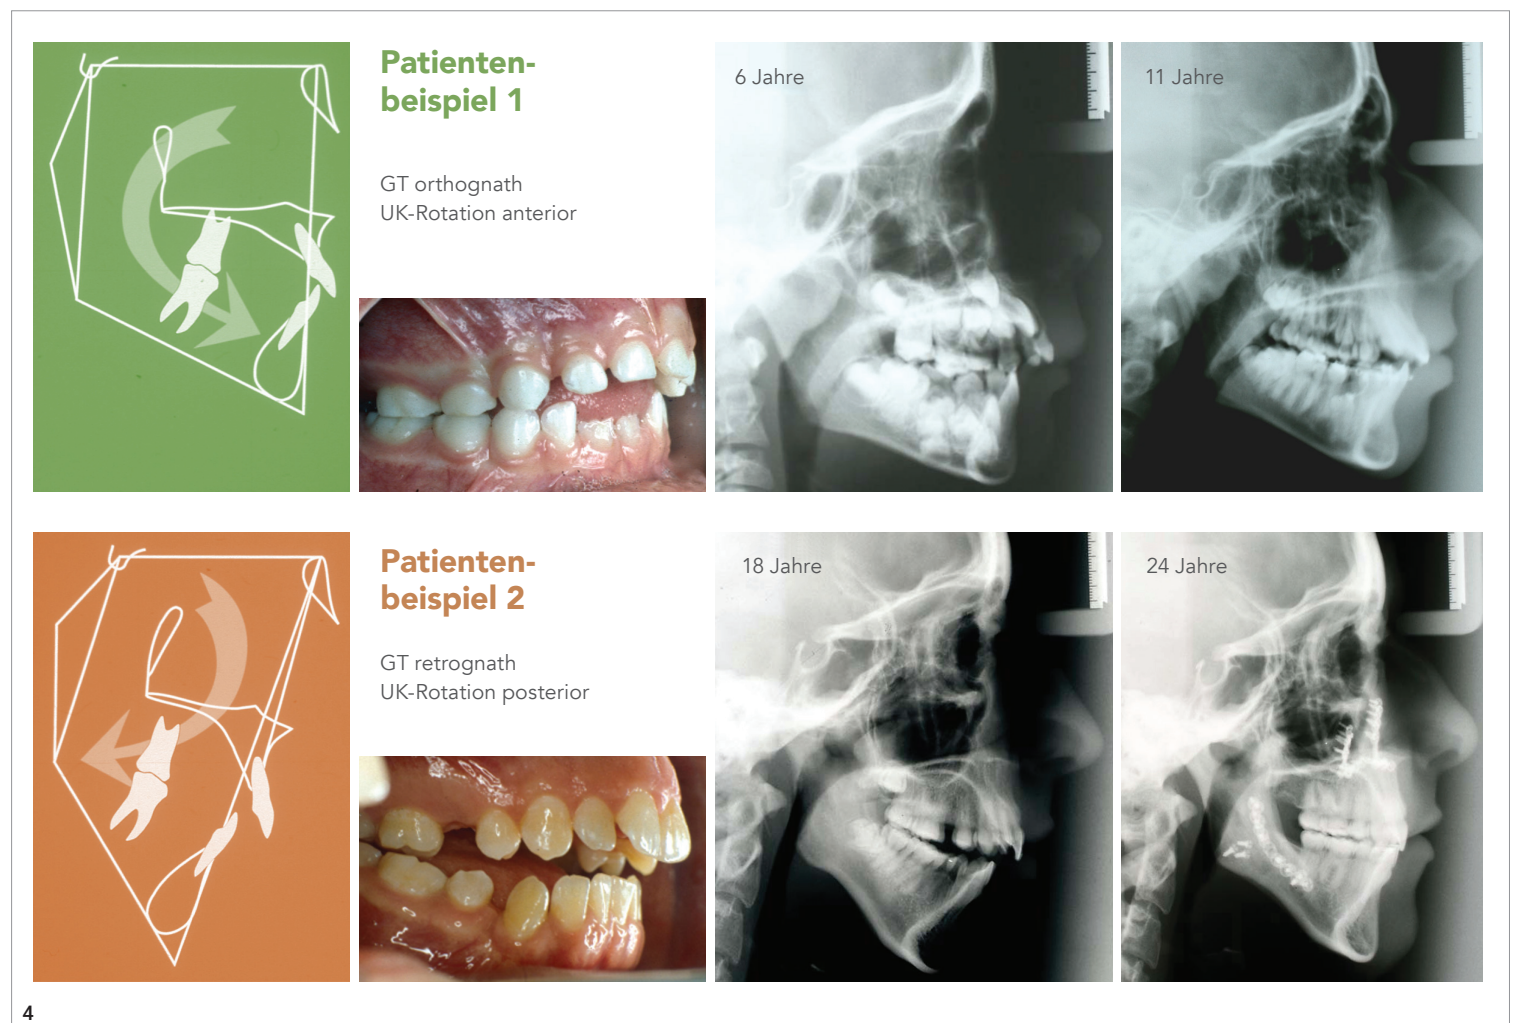 Patienten-
beispiel 1
GT orthognath
UK-Rotation anterior
6 Jahre
11 Jahre
Patienten-
beispiel 2
GT retrognath
UK-Rotation posterior
18 Jahre
24 Jahre
4